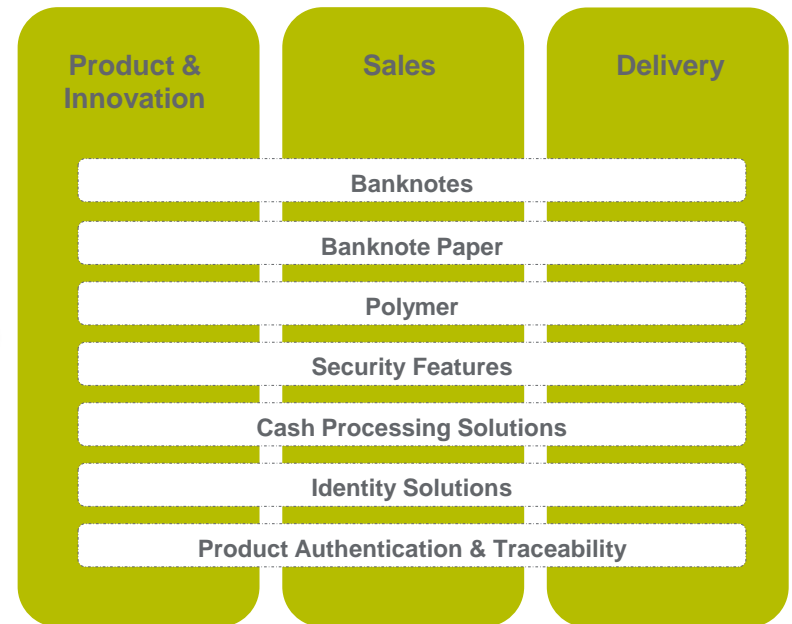 Product &
Innovation
Sales
Delivery
Banknotes
Banknote Paper
Polymer
Security Features
Cash Processing Solutions
Identity Solutions
Product Authentication & Traceability